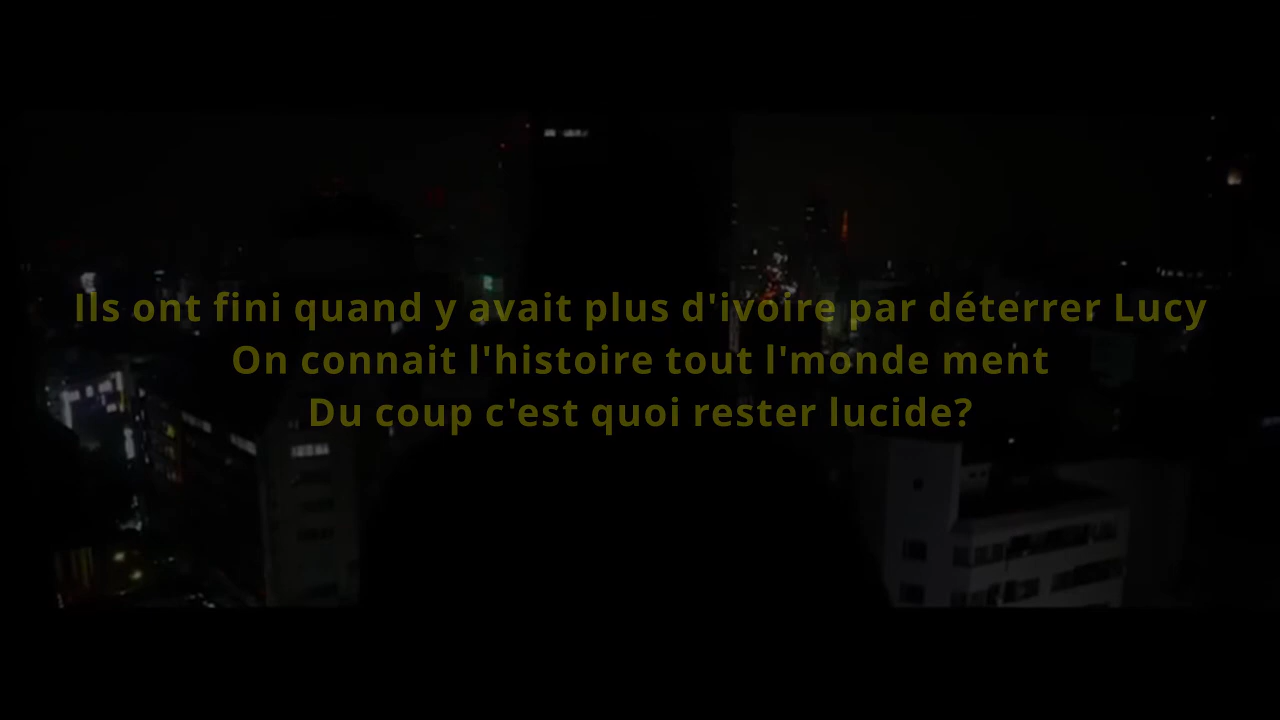 Ils ont fini quand y avait plus d'ivoire par déterrer Lucy
On connait l'histoire tout l'monde ment
Du coup c'est quoi rester lucide?